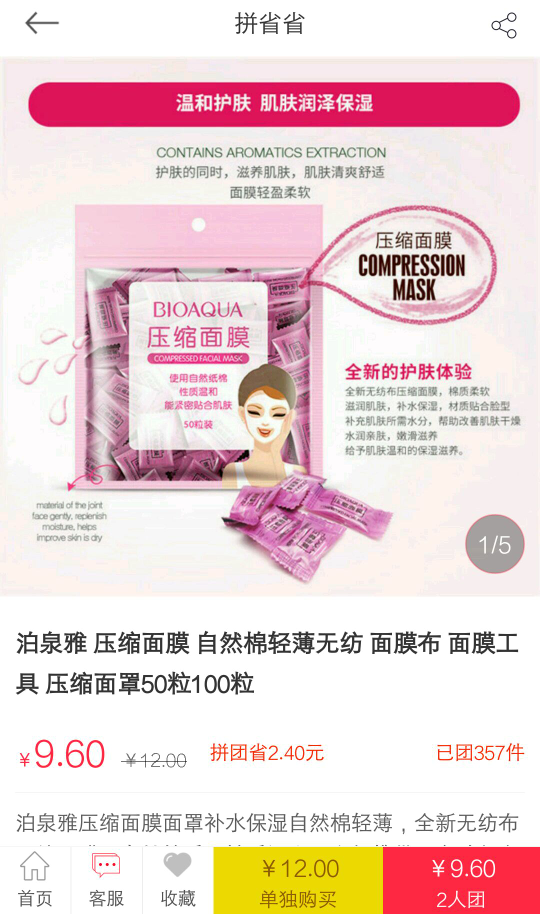 拼省省
温和护肤 肌肤润泽保湿
CONTAINS AROMATICS EXTRACTION
护肤的同时，滋养肌肤，肌肤清爽舒适
面膜轻盈柔软
压缩面膜
COMPRESSION
MASK
BIOAQUA
压缩面膜
COMPRESSED FACIAL MASK
使用自然纸棉
性质温和
能紧密贴合肌肤
50粒装
全新的护肤体验
全新无纺布压缩面膜，棉质柔软
滋润肌肤，补水保湿，材质贴合脸型
补充肌肤所需水分，帮助改善肌肤干燥
水润亲肤，嫩滑滋养
给予肌肤温和的保湿滋养。
material of the joint
face gently, replenish
moisture, helps
improve skin is dry
1/5
泊泉雅 压缩面膜 自然棉轻薄无纺 面膜布 面膜工
具 压缩面罩50粒100粒
¥9.60 ¥12.00 拼团省2.40元 已团357件
泊泉雅压缩面膜面罩补水保湿自然棉轻薄，全新无纺布
首页 客服 收藏
¥12.00
单独购买
¥9.60
2人团